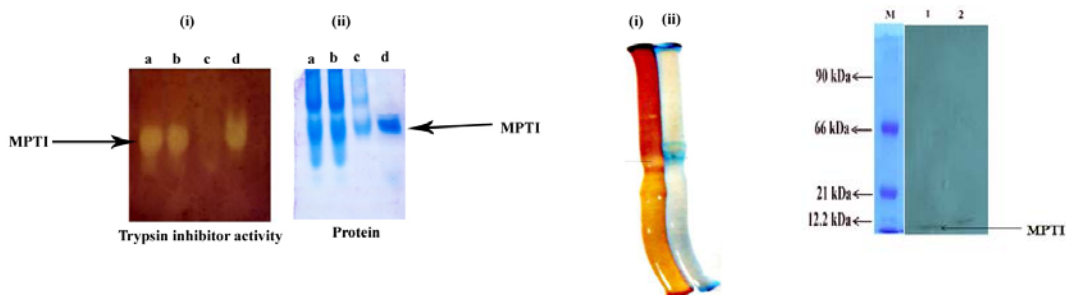 (i)
(ii)
a b c d
a b c d
MPTI
MPTI
Trypsin inhibitor activity
Protein
(i) (ii)
M 1 2
90 kDa
66 kDa
21 kDa
12.2 kDa
MPTI